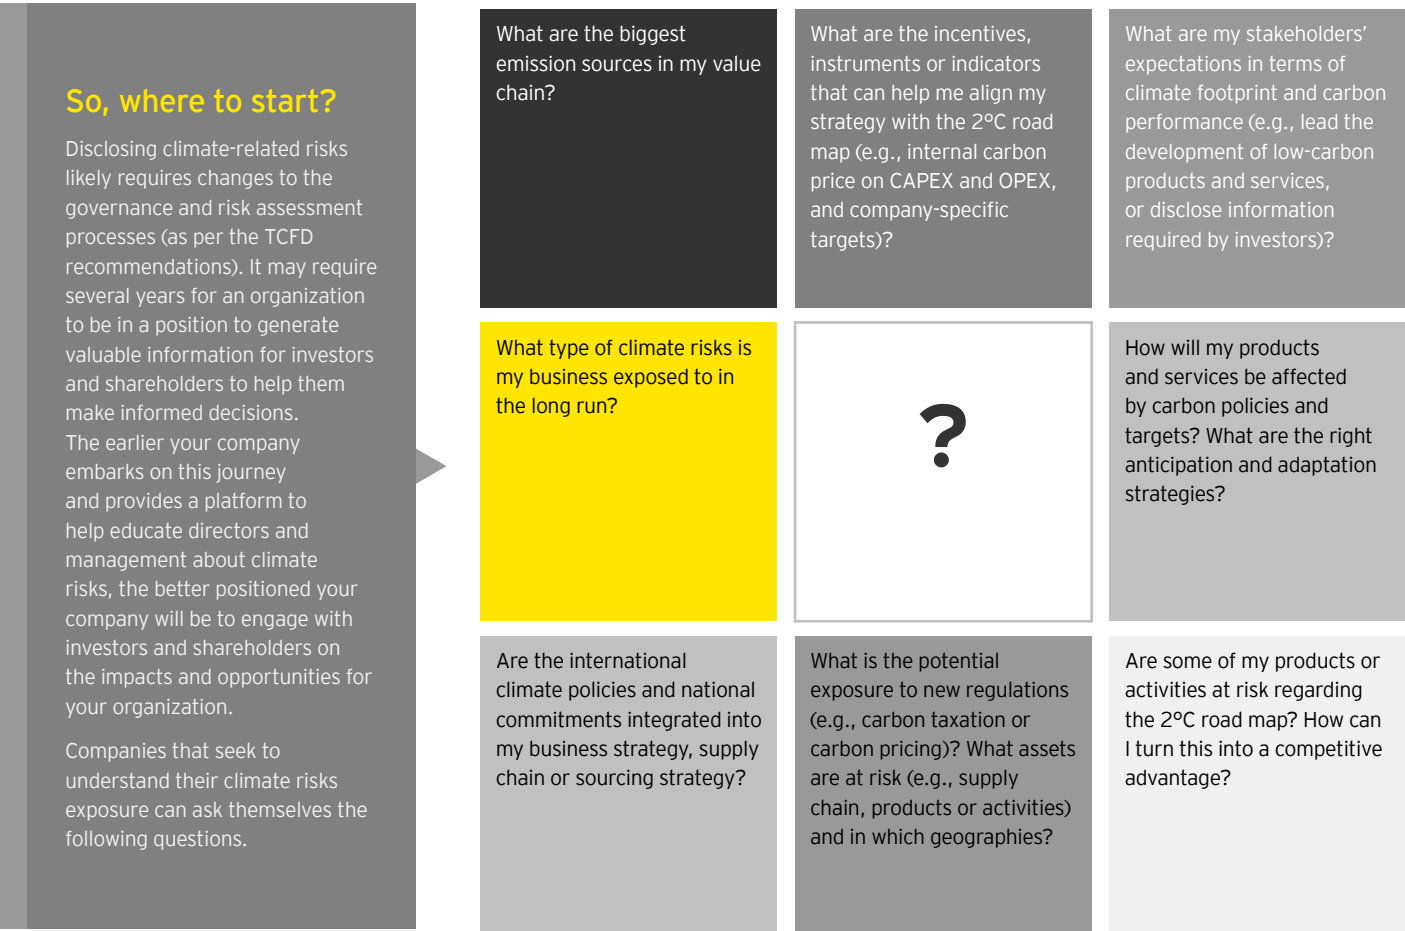 So, where to start?
Disclosing climate-related risks
likely requires changes to the
governance and risk assessment
processes (as per the TCFD
recommendations). It may require
several years for an organization
to be in a position to generate
valuable information for investors
and shareholders to help them
make informed decisions.
The earlier your company
embarks on this journey
and provides a platform to
help educate directors and
management about climate
risks, the better positioned your
company will be to engage with
investors and shareholders on
the impacts and opportunities for
your organization.
Companies that seek to
understand their climate risks
exposure can ask themselves the
following questions.
What are the biggest
emission sources in my value
chain?
What are the incentives,
instruments or indicators
that can help me align my
strategy with the 2°C road
map (e.g., internal carbon
price on CAPEX and OPEX,
and company-specific
targets)?
What are my stakeholders’
expectations in terms of
climate footprint and carbon
performance (e.g., lead the
development of low-carbon
products and services,
or disclose information
required by investors)?
What type of climate risks is
my business exposed to in
the long run?
?
How will my products
and services be affected
by carbon policies and
targets? What are the right
anticipation and adaptation
strategies?
Are the international
climate policies and national
commitments integrated into
my business strategy, supply
chain or sourcing strategy?
What is the potential
exposure to new regulations
(e.g., carbon taxation or
carbon pricing)? What assets
are at risk (e.g., supply
chain, products or activities)
and in which geographies?
Are some of my products or
activities at risk regarding
the 2°C road map? How can
I turn this into a competitive
advantage?